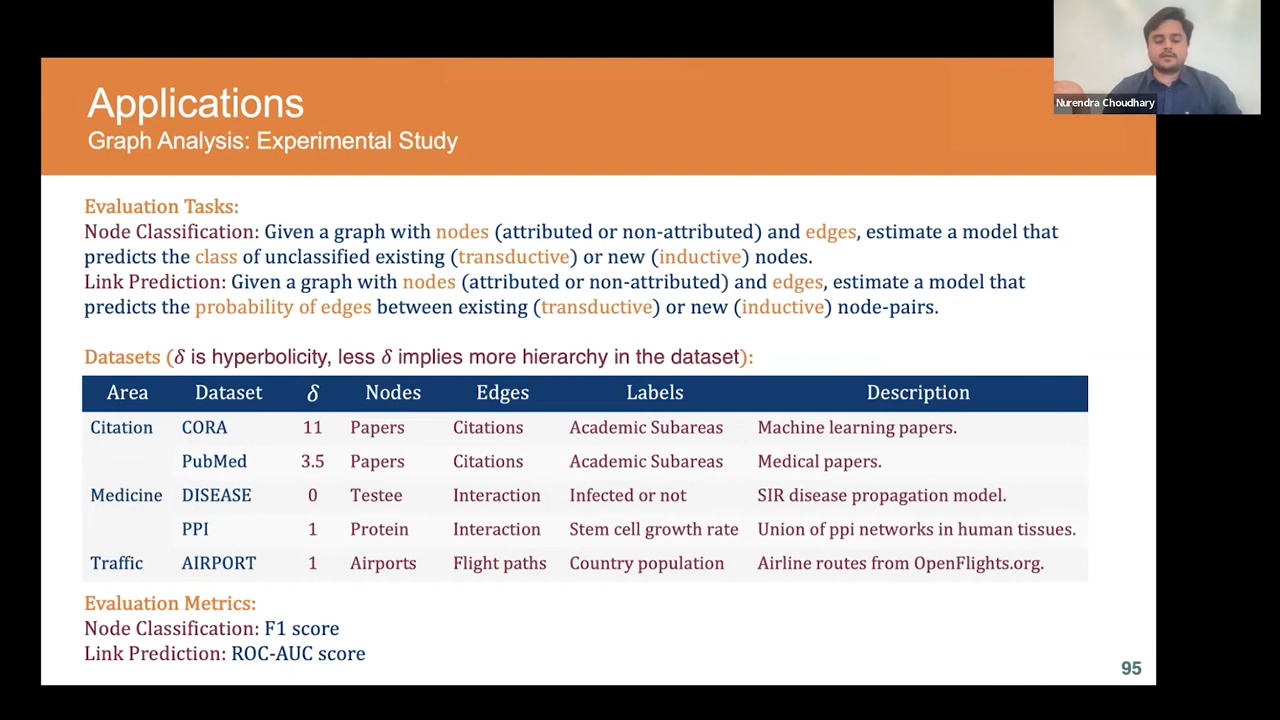 Applications
Graph Analysis: Experimental Study
Nurendra Choudhary
Evaluation Tasks:
Node Classification: Given a graph with nodes (attributed or non-attributed) and edges, estimate a model that
predicts the class of unclassified existing (transductive) or new (inductive) nodes.
Link Prediction: Given a graph with nodes (attributed or non-attributed) and edges, estimate a model that
predicts the probability of edges between existing (transductive) or new (inductive) node-pairs.
Datasets (δ is hyperbolicity, less δ implies more hierarchy in the dataset):
Area Dataset δ Nodes Edges Labels Description
Citation CORA 11 Papers Citations Academic Subareas Machine learning papers.
PubMed 3.5 Papers Citations Academic Subareas Medical papers.
Medicine DISEASE 0 Testee Interaction Infected or not SIR disease propagation model.
PPI 1 Protein Interaction Stem cell growth rate Union of ppi networks in human tissues.
Traffic AIRPORT 1 Airports Flight paths Country population Airline routes from OpenFlights.org.
Evaluation Metrics:
Node Classification: F1 score
Link Prediction: ROC-AUC score
95